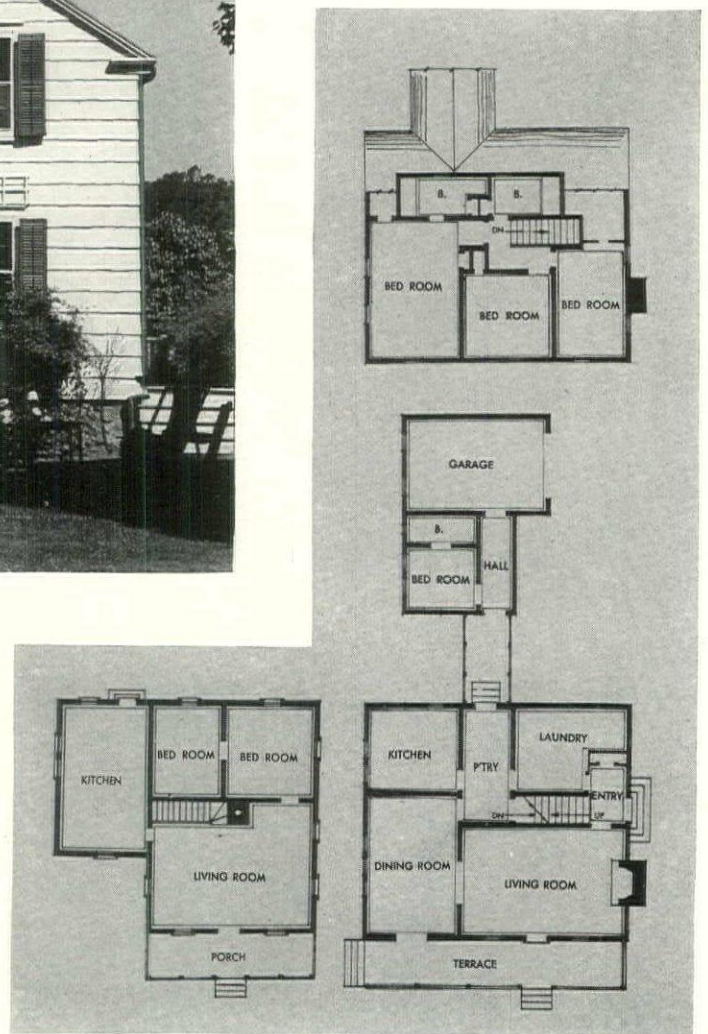 B.
B.
DN
BED ROOM
BED ROOM
BED ROOM
GARAGE
B.
BED ROOM
HALL
KITCHEN
BED ROOM
BED ROOM
LIVING ROOM
PORCH
KITCHEN
P'TRY
LAUNDRY
ENTRY
DN
UP
DINING ROOM
LIVING ROOM
TERRACE